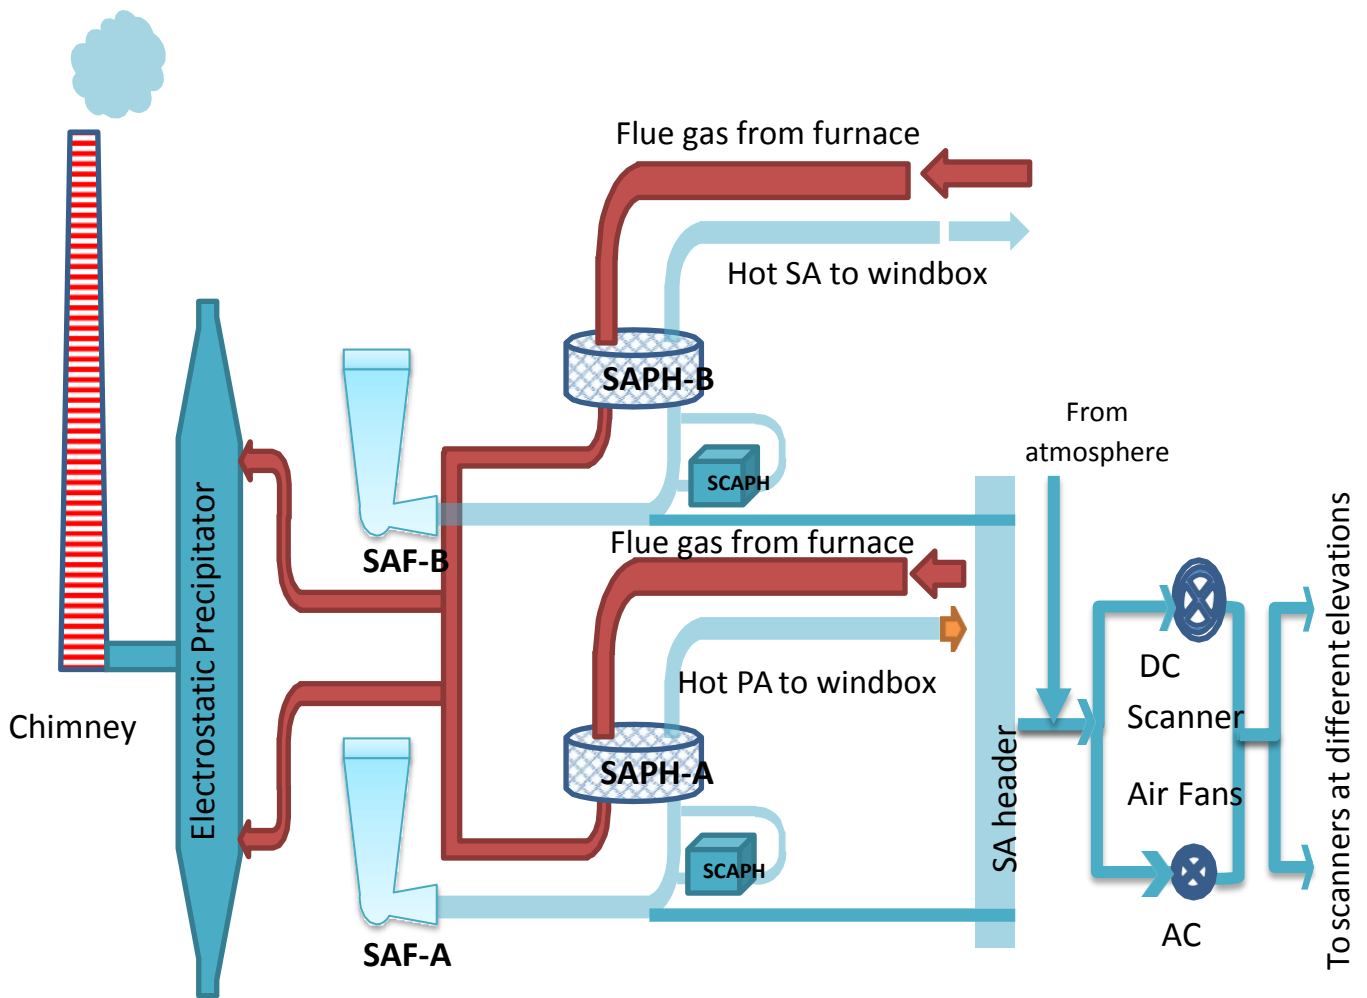 Flue gas from furnace
Hot SA to windbox
SAPH-B
From
atmosphere
SCAPH
SAF-B
Flue gas from furnace
Electrostatic Precipitator
Chimney
Hot PA to windbox
SAPH-A
SCAPH
SAF-A
SA header
DC
Scanner
Air Fans
AC
To scanners at different elevations